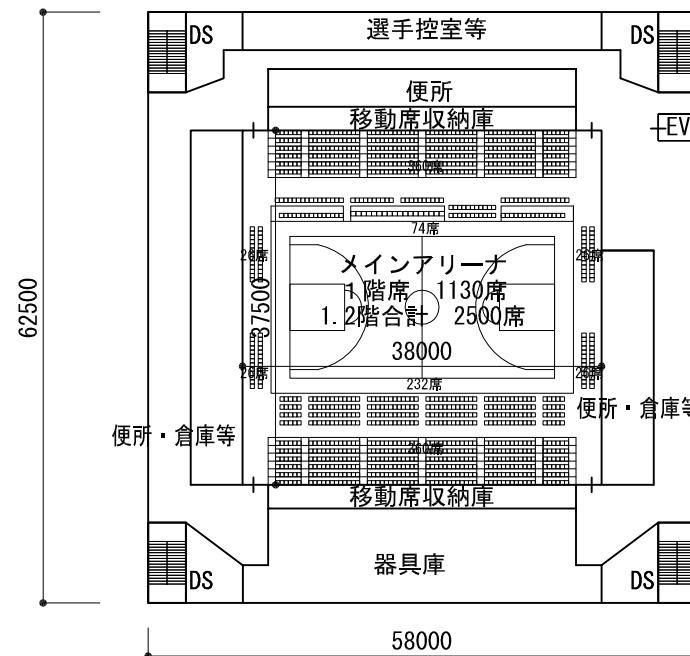 DS
選手控室等
DS
便所
移動席収納庫
EV
360席
74席
26席
26席
メインアリーナ
1階席 1130席
1.2階合計 2500席
37500
62500
38000
26席
26席
232席
便所・倉庫等
便所・倉庫等
360席
移動席収納庫
器具庫
DS
DS
58000